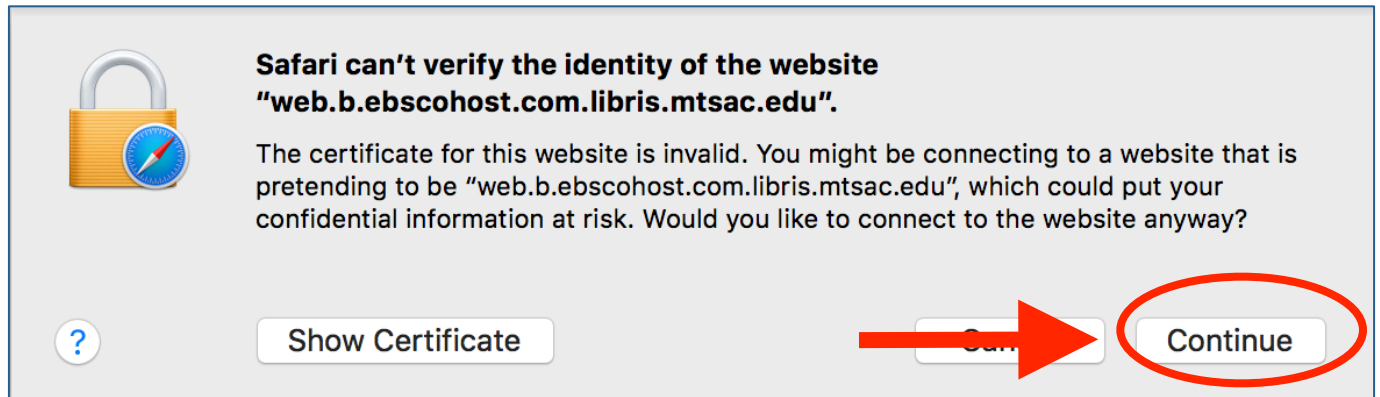 Safari can't verify the identity of the website
“web.b.ebscohost.com.libris.mtsac.edu”.
The certificate for this website is invalid. You might be connecting to a website that is
pretending to be “web.b.ebscohost.com.libris.mtsac.edu”, which could put your
confidential information at risk. Would you like to connect to the website anyway?
? Show Certificate Continue